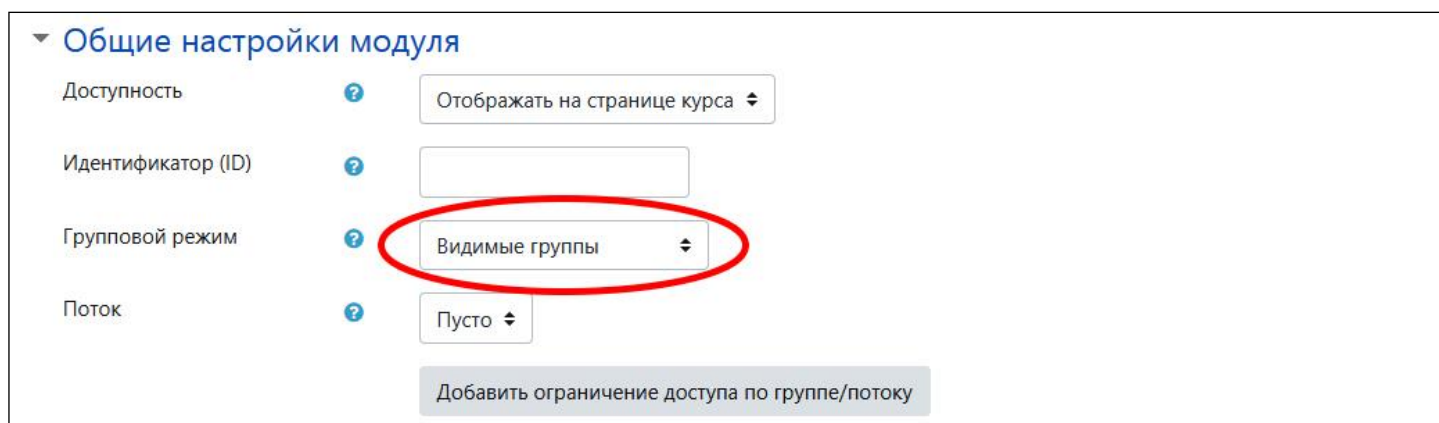 Общие настройки модуля
Доступность
Отображать на странице курса
Идентификатор (ID)
Групповой режим
Видимые группы
Поток
Пусто
Добавить ограничение доступа по группе/потоку